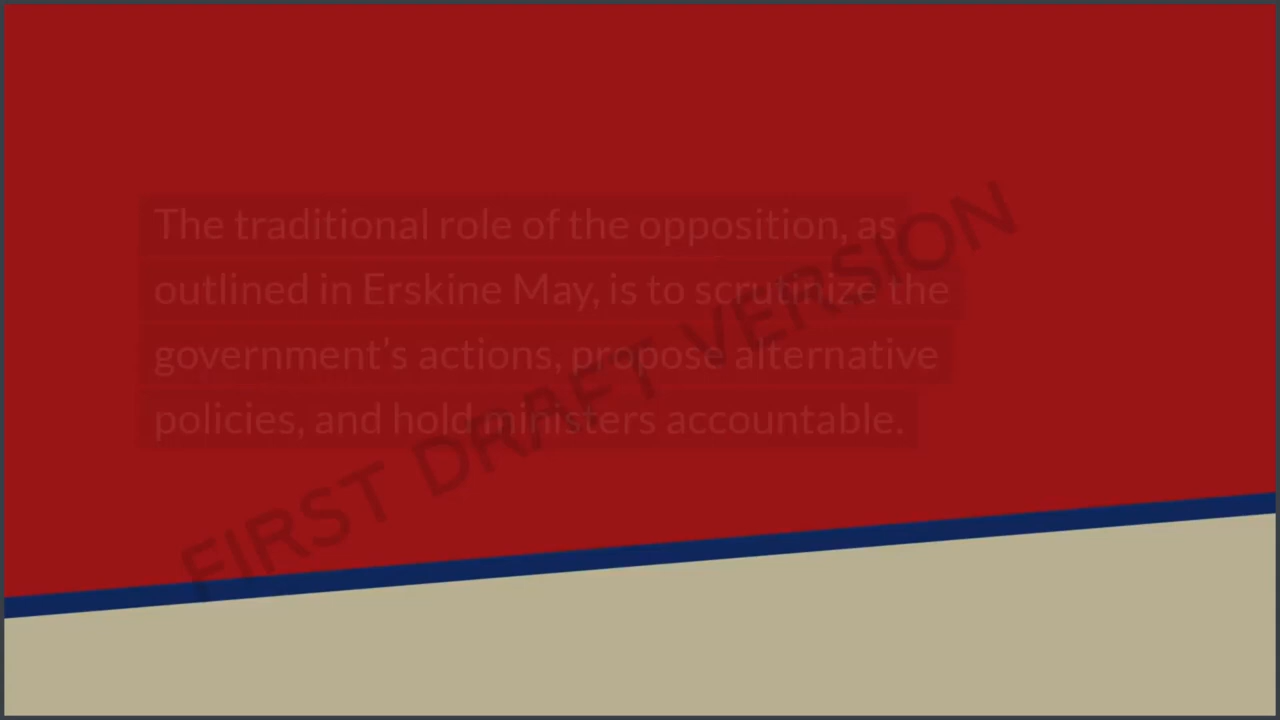 The traditional role of the opposition, as
outlined in Erskine May, is to scrutinize the
government's actions, propose alternative
policies, and hold ministers accountable.
FIRST DRAFT VERSION